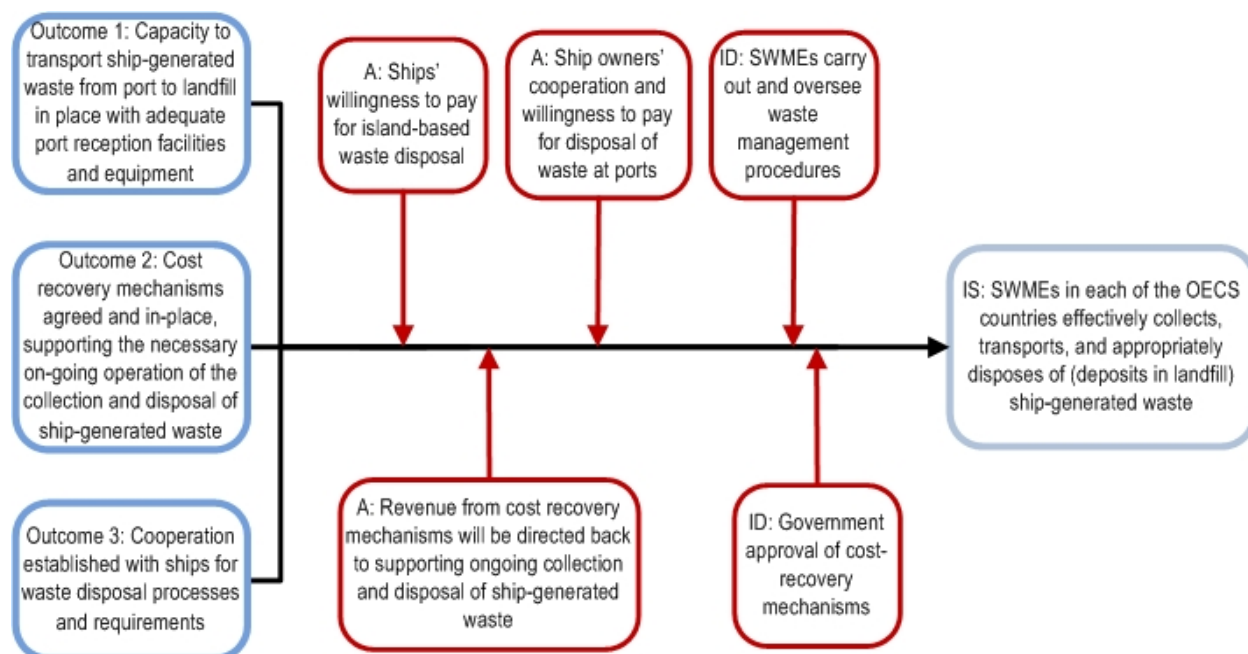 Outcome 1: Capacity to
transport ship-generated
waste from port to landfill
in place with adequate
port reception facilities
and equipment
A: Ships’
willingness to pay
for island-based
waste disposal
A: Ship owners’
cooperation and
willingness to pay
for disposal of
waste at ports
ID: SWMEs carry
out and oversee
waste
management
procedures
Outcome 2: Cost
recovery mechanisms
agreed and in-place,
supporting the necessary
on-going operation of the
collection and disposal of
ship-generated waste
IS: SWMEs in each of the OECS
countries effectively collects,
transports, and appropriately
disposes of (deposits in landfill)
ship-generated waste
Outcome 3: Cooperation
established with ships for
waste disposal processes
and requirements
A: Revenue from cost recovery
mechanisms will be directed back
to supporting ongoing collection
and disposal of ship-generated
waste
ID: Government
approval of cost-
recovery
mechanisms